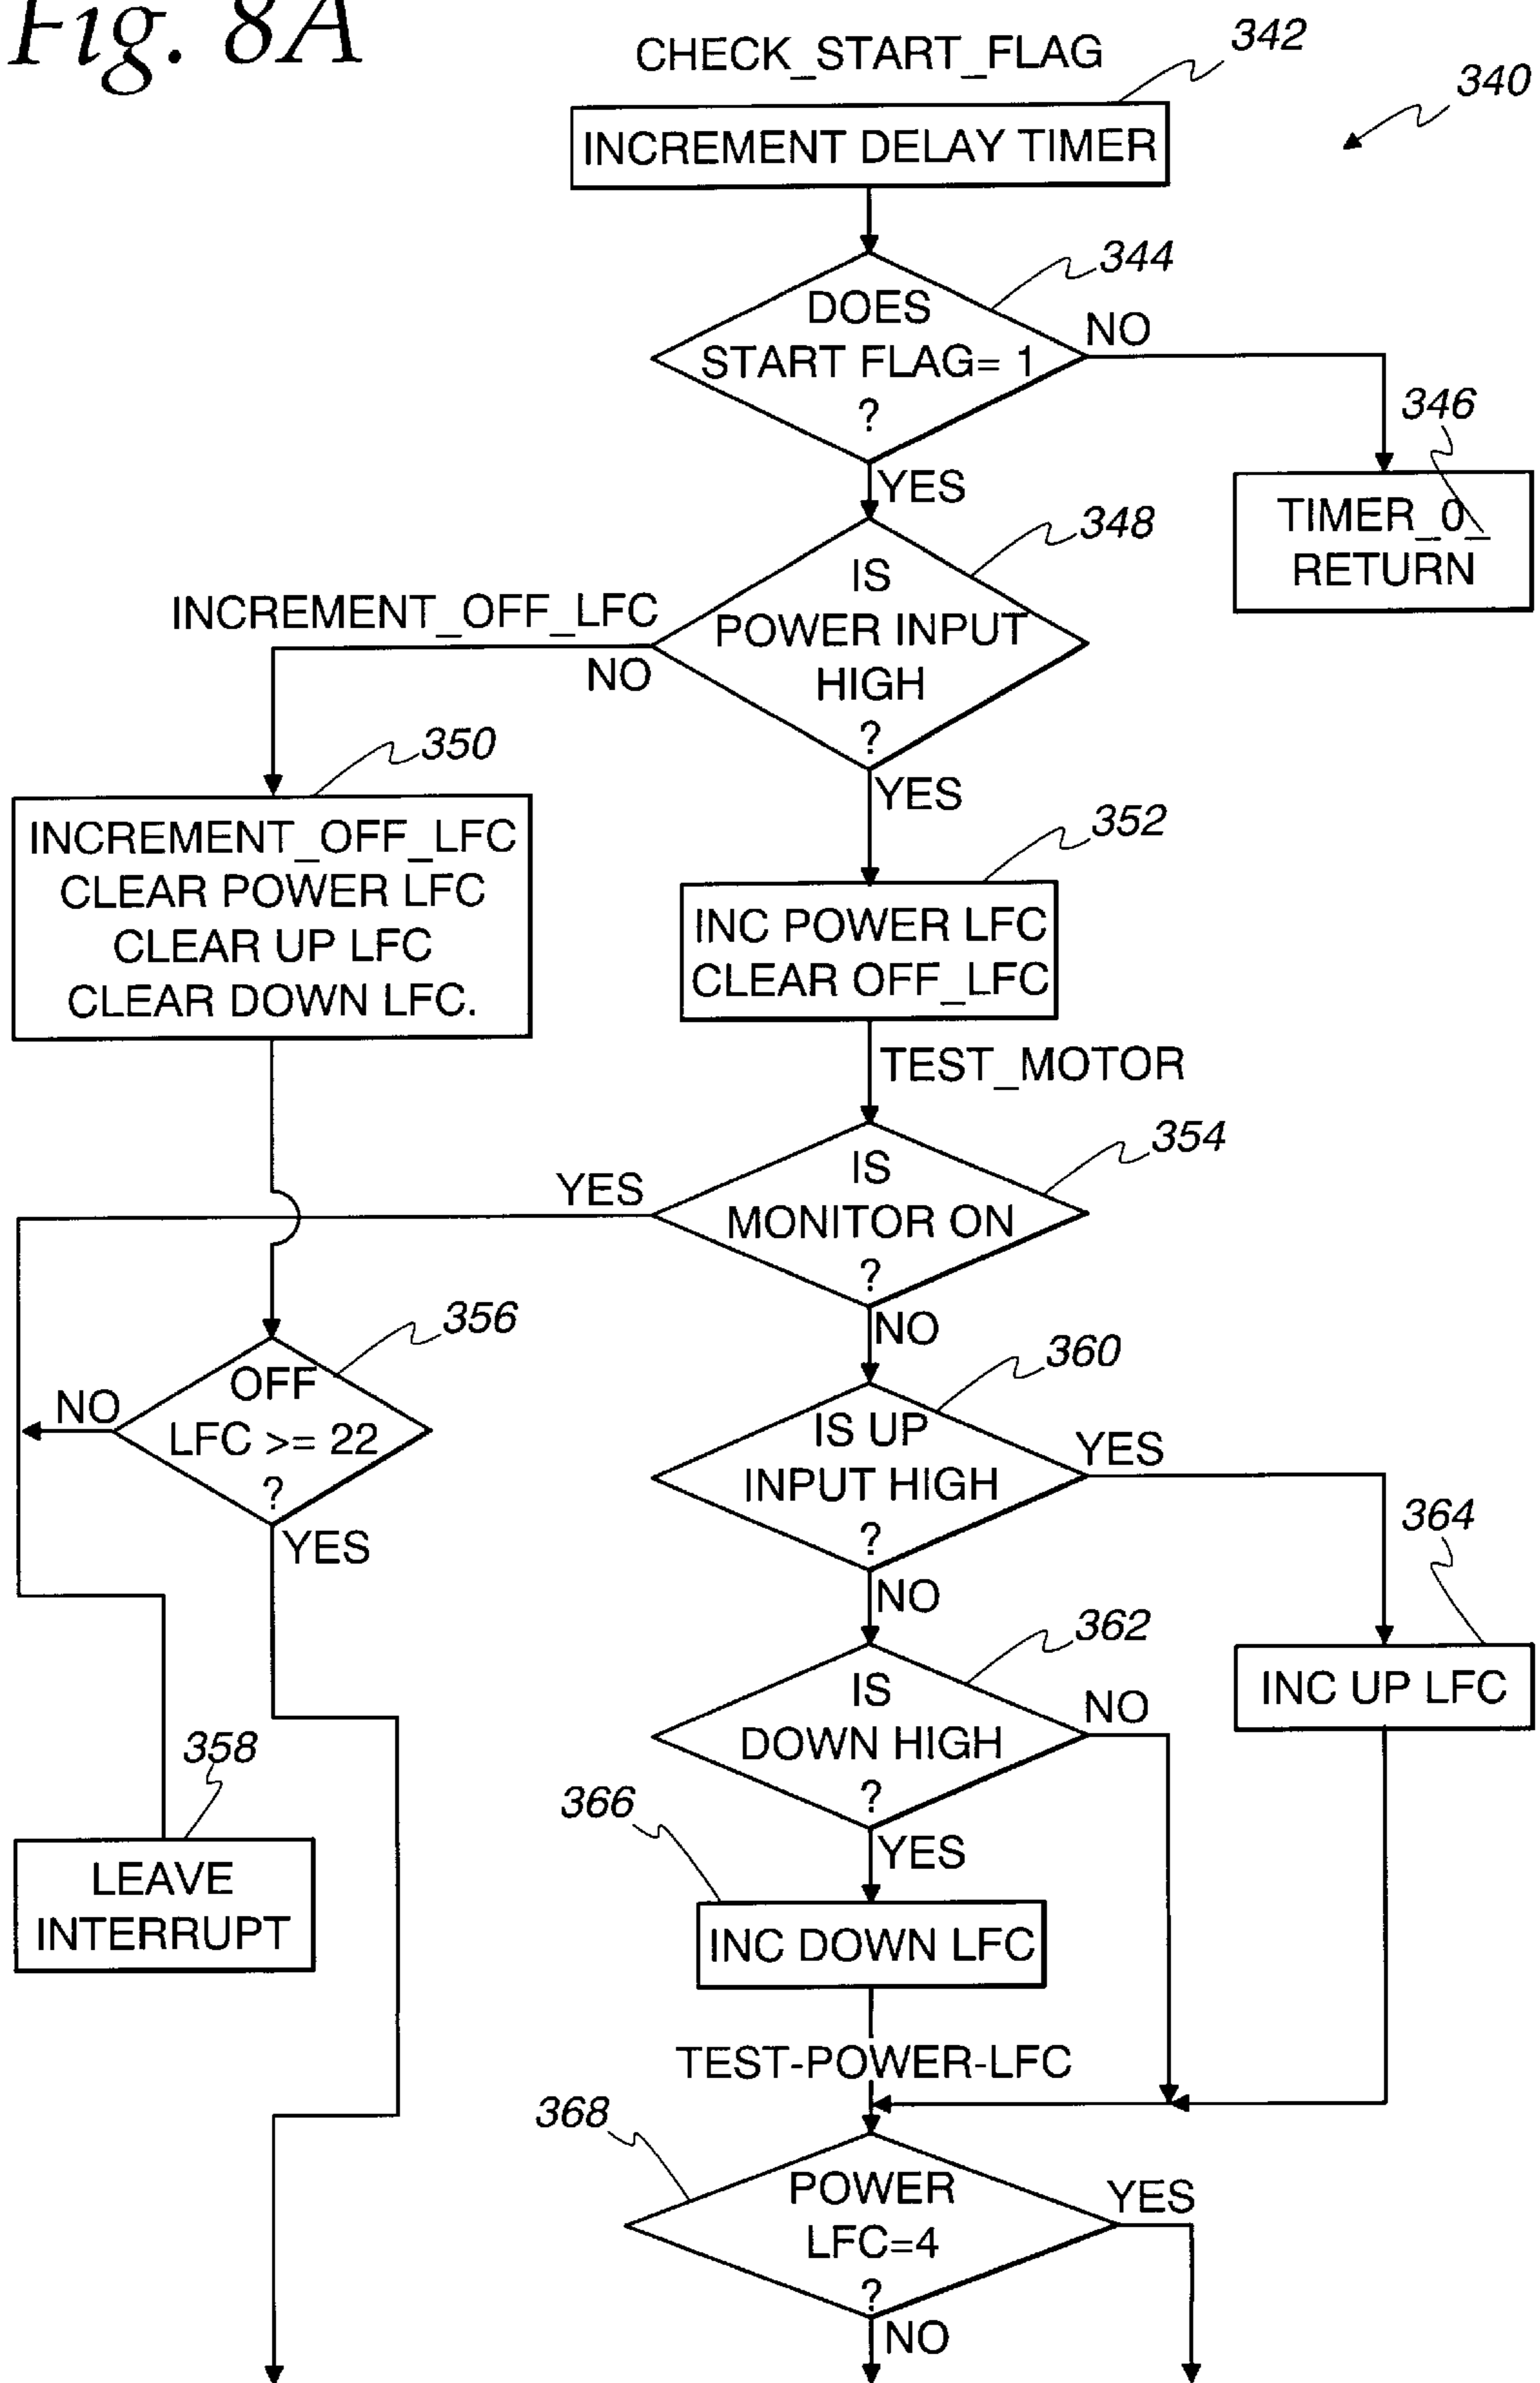 Fig. 8A
CHECK_START_FLAG
342
340
INCREMENT DELAY TIMER
344
DOES
START FLAG= 1
?
NO
YES
346
TIMER_0_
RETURN
348
IS
POWER INPUT
HIGH
?
INCREMENT_OFF_LFC
NO
YES
350
INCREMENT_OFF_LFC
CLEAR POWER LFC
CLEAR UP LFC
CLEAR DOWN LFC.
352
INC POWER LFC
CLEAR OFF_LFC
TEST_MOTOR
354
IS
MONITOR ON
?
YES
NO
356
OFF
LFC >= 22
?
NO
YES
360
IS UP
INPUT HIGH
?
YES
NO
364
INC UP LFC
362
IS
DOWN HIGH
?
NO
YES
358
LEAVE
INTERRUPT
366
INC DOWN LFC
TEST-POWER-LFC
368
POWER
LFC=4
?
YES
NO